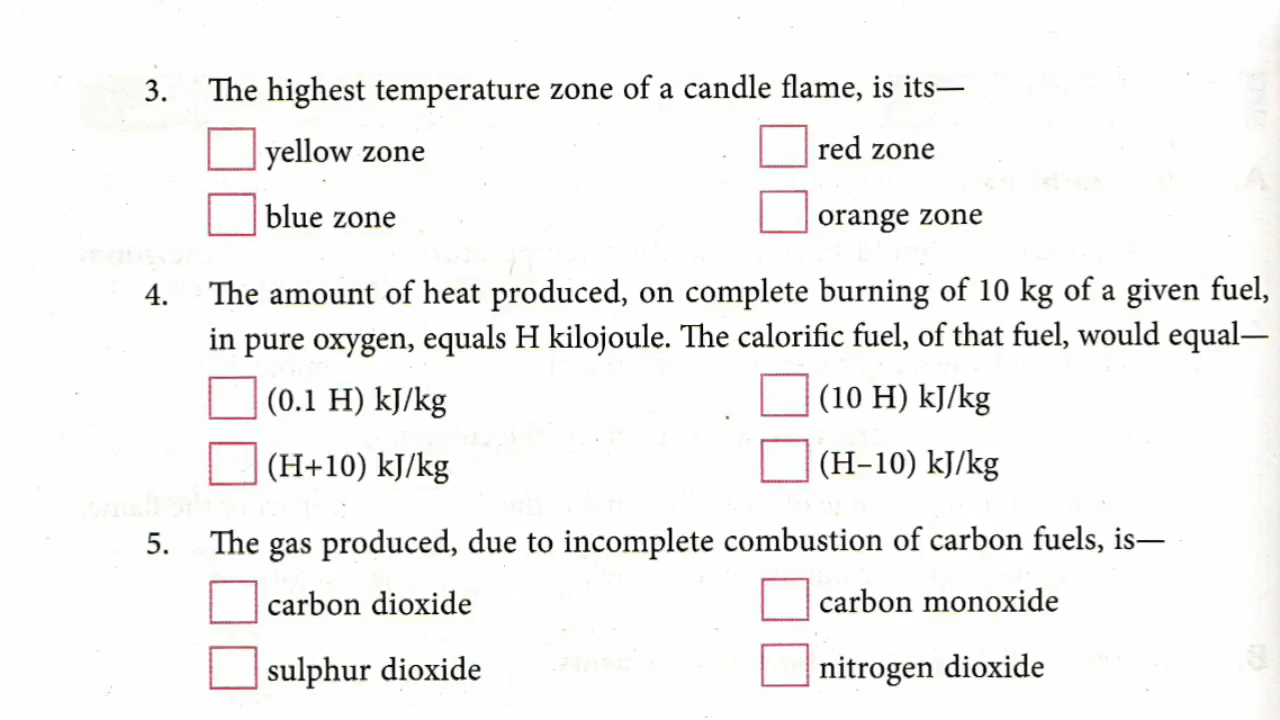 3. The highest temperature zone of a candle flame, is its—
yellow zone
red zone
blue zone
orange zone
4. The amount of heat produced, on complete burning of 10 kg of a given fuel,
in pure oxygen, equals H kilojoule. The calorific fuel, of that fuel, would equal—
(0.1 H) kJ/kg
(10 H) kJ/kg
(H+10) kJ/kg
(H−10) kJ/kg
5. The gas produced, due to incomplete combustion of carbon fuels, is—
carbon dioxide
carbon monoxide
sulphur dioxide
nitrogen dioxide